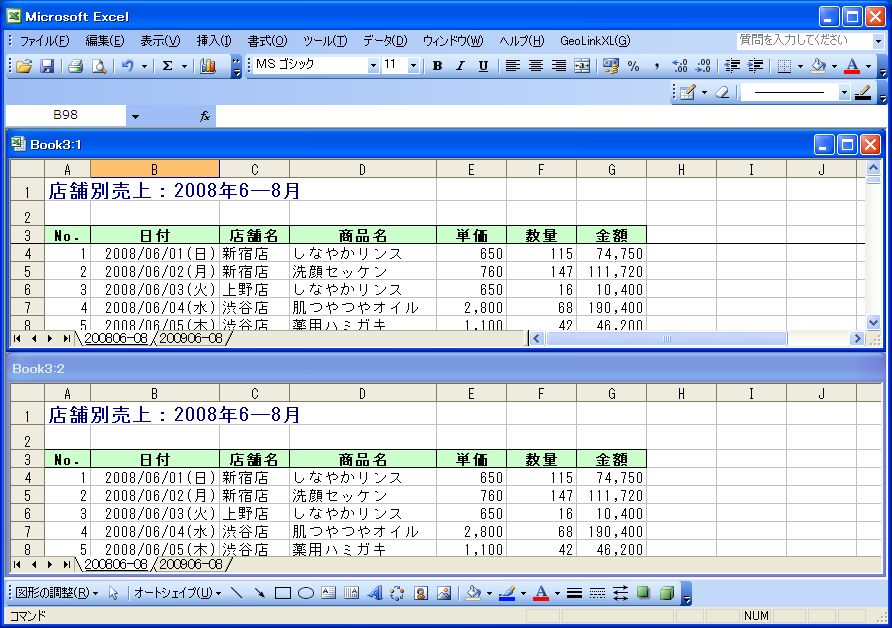 Microsoft Excel
ファイル(F) 編集(E) 表示(V) 挿入(I) 書式(O) ツール(T) データ(D) ウィンドウ(W) ヘルプ(H) GeoLinkXL(G) 質問を入力してください
Σ MS ゴシック 11 B I U %
B98 fx
Book3:1
A B C D E F G H I J
1 店舗別売上：2008年6―8月
2
3 No. 日付 店舗名 商品名 単価 数量 金額
4 1 2008/06/01(日) 新宿店 しなやかリンス 650 115 74,750
5 2 2008/06/02(月) 新宿店 洗顔セッケン 760 147 111,720
6 3 2008/06/03(火) 上野店 しなやかリンス 650 16 10,400
7 4 2008/06/04(水) 渋谷店 肌つやつやオイル 2,800 68 190,400
8 5 2008/06/05(木) 渋谷店 薬用ハミガキ 1,100 42 46,200
200806-08 200906-08
Book3:2
A B C D E F G H I J
1 店舗別売上：2008年6―8月
2
3 No. 日付 店舗名 商品名 単価 数量 金額
4 1 2008/06/01(日) 新宿店 しなやかリンス 650 115 74,750
5 2 2008/06/02(月) 新宿店 洗顔セッケン 760 147 111,720
6 3 2008/06/03(火) 上野店 しなやかリンス 650 16 10,400
7 4 2008/06/04(水) 渋谷店 肌つやつやオイル 2,800 68 190,400
8 5 2008/06/05(木) 渋谷店 薬用ハミガキ 1,100 42 46,200
200806-08 200906-08
図形の調整(R) オートシェイプ(U) A
コマンド NUM